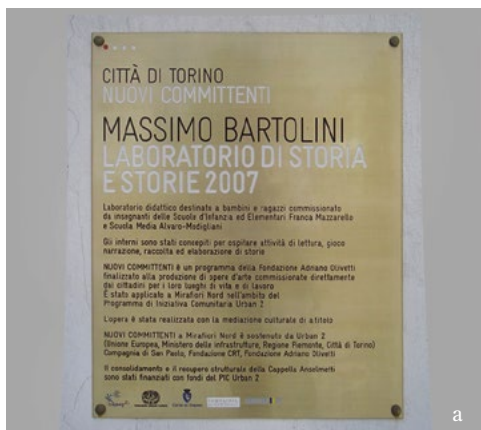 CITTÀ DI TORINO
NUOVI COMMITTENTI
MASSIMO BARTOLINI
LABORATORIO DI STORIA
E STORIE 2007
Laboratorio didattico destinato a bambini e ragazzi commissionato
da insegnanti delle Scuole d'Infanzia ed Elementari Franca Mazzarello
e Scuola Media Alvaro-Modigliani
Gli interni sono stati concepiti per ospitare attività di lettura, gioco
narrazione, raccolta ed elaborazione di storie
NUOVI COMMITTENTI è un programma della Fondazione Adriano Olivetti
finalizzato alla produzione di opere d'arte commissionate direttamente
dai cittadini per i loro luoghi di vita e di lavoro
È stato applicato a Mirafiori Nord nell'ambito del
Programma di Iniziativa Comunitaria Urban 2
L'opera è stata realizzata con la mediazione culturale di a.titolo
NUOVI COMMITTENTI a Mirafiori Nord è sostenuto da Urban 2
(Unione Europea, Ministero delle infrastrutture, Regione Piemonte, Città di Torino)
Compagnia di San Paolo, Fondazione CRT, Fondazione Adriano Olivetti
Il consolidamento e il recupero strutturale della Cappella Anselmetti
sono stati finanziati con fondi del PIC Urban 2
a